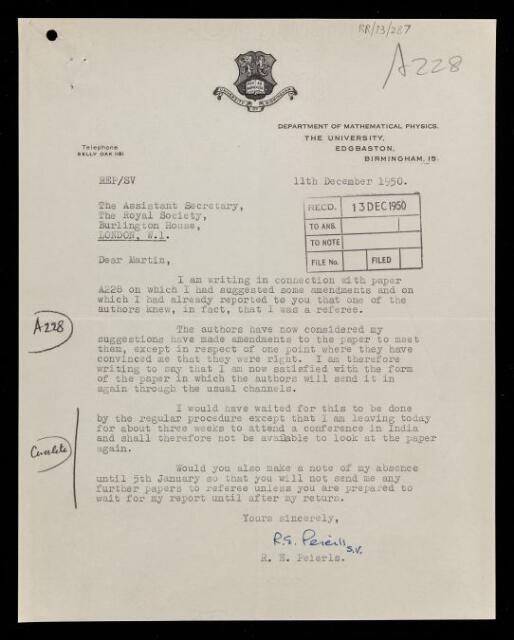 RR/73/287
A228
UNIVERSITY OF BIRMINGHAM
DEPARTMENT OF MATHEMATICAL PHYSICS.
THE UNIVERSITY,
EDGBASTON,
BIRMINGHAM, 15.
Telephone
SELLY OAK 1181
REP/SV
11th December 1950.
The Assistant Secretary,
The Royal Society,
Burlington House,
LONDON, W.1.
RECD. 13 DEC 1950
TO ANS.
TO NOTE
FILE No. FILED
Dear Martin,
I am writing in connection with paper
A228 on which I had suggested some amendments and on
which I had already reported to you that one of the
authors knew, in fact, that I was a referee.
A228
The authors have now considered my
suggestions have made amendments to the paper to meet
them, except in respect of one point where they have
convinced me that they were right. I am therefore
writing to say that I am now satisfied with the form
of the paper in which the authors will send it in
again through the usual channels.
I would have waited for this to be done
by the regular procedure except that I am leaving today
for about three weeks to attend a conference in India
and shall therefore not be available to look at the paper
again.
Would you also make a note of my absence
until 5th January so that you will not send me any
further papers to referee unless you are prepared to
wait for my report until after my return.
Yours sincerely,
R.E. Peierls
S.V.
R. E. Peierls.